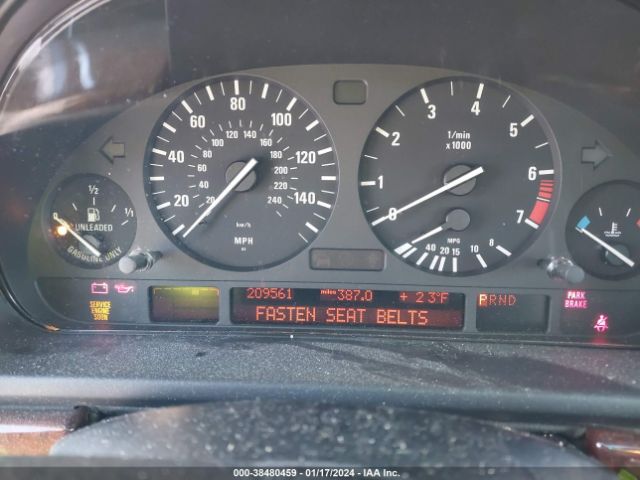 80
60
100
40
120
20
140
20
40
60
80
100
120
140
160
180
200
220
240
km/h
MPH
0
1
2
3
4
5
6
7
1/min
x1000
40
20
15
10
8
MPG
0
1/2
1/1
UNLEADED
GASOLINE ONLY
209561 miles 387.0 + 23°F
FASTEN SEAT BELTS
PRND
SERVICE
ENGINE
SOON
PARK
BRAKE
000-38480459 - 01/17/2024 - IAA Inc.